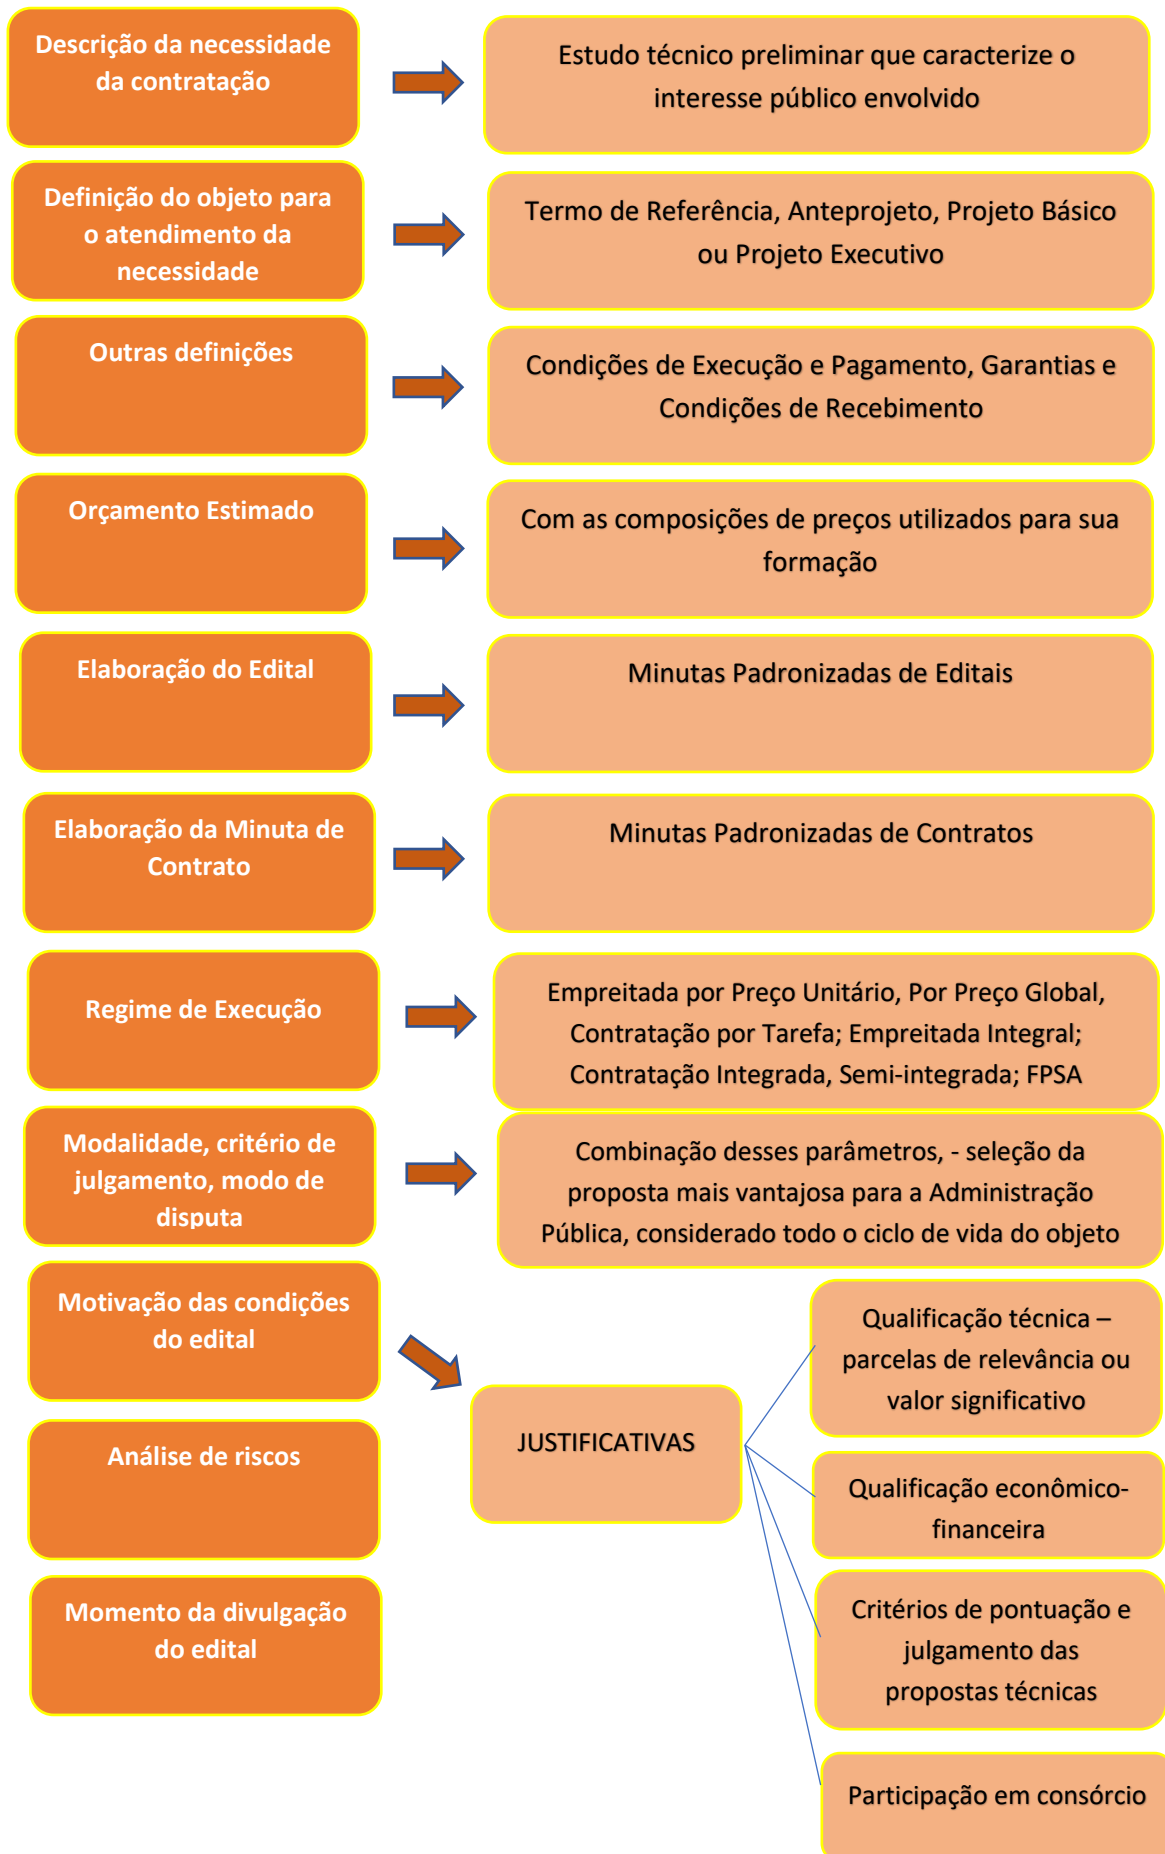 Descrição da necessidade
da contratação
Estudo técnico preliminar que caracterize o
interesse público envolvido
Definição do objeto para
o atendimento da
necessidade
Termo de Referência, Anteprojeto, Projeto Básico
ou Projeto Executivo
Outras definições
Condições de Execução e Pagamento, Garantias e
Condições de Recebimento
Orçamento Estimado
Com as composições de preços utilizados para sua
formação
Elaboração do Edital
Minutas Padronizadas de Editais
Elaboração da Minuta de
Contrato
Minutas Padronizadas de Contratos
Regime de Execução
Empreitada por Preço Unitário, Por Preço Global,
Contratação por Tarefa; Empreitada Integral;
Contratação Integrada, Semi-integrada; FPSA
Modalidade, critério de
julgamento, modo de
disputa
Combinação desses parâmetros, - seleção da
proposta mais vantajosa para a Administração
Pública, considerado todo o ciclo de vida do objeto
Motivação das condições
do edital
Análise de riscos
Momento da divulgação
do edital
JUSTIFICATIVAS
Qualificação técnica –
parcelas de relevância ou
valor significativo
Qualificação econômico-
financeira
Critérios de pontuação e
julgamento das
propostas técnicas
Participação em consórcio